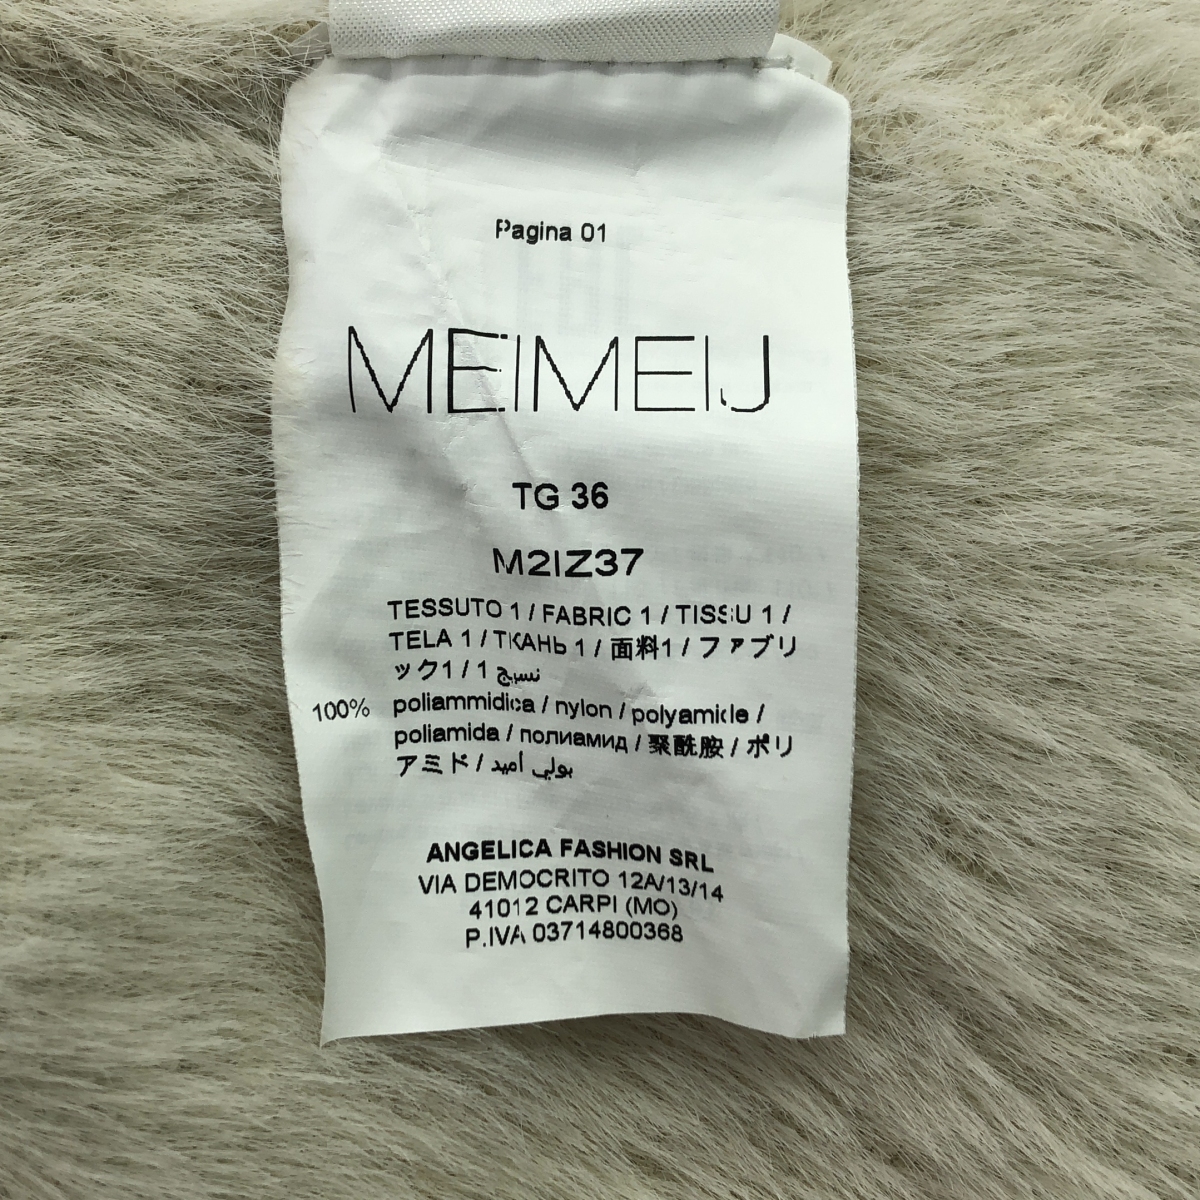 Pagina 01
MEIMEIJ
TG 36
M2IZ37
TESSUTO 1 / FABRIC 1 / TISSU 1 /
TELA 1 / ТКАНЬ 1 / 面料1 / ファブリ
ック1 / 1 نسيج
100% poliammidica / nylon / polyamide /
poliamida / полиамид / 聚酰胺 / ポリ
アミド / بولي أميد
ANGELICA FASHION SRL
VIA DEMOCRITO 12A/13/14
41012 CARPI (MO)
P.IVA 03714800368